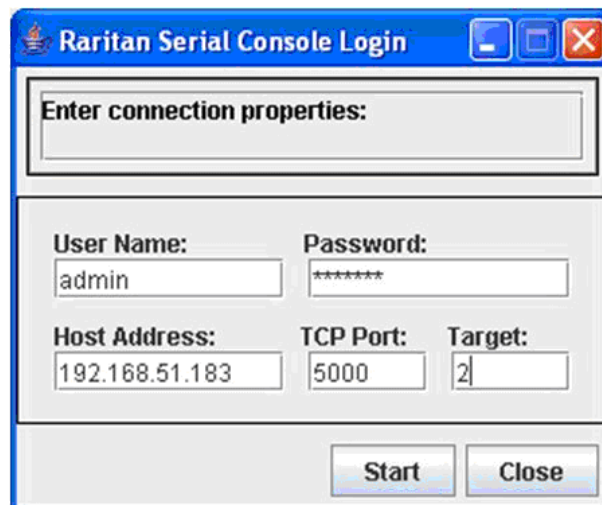 Raritan Serial Console Login
Enter connection properties:
User Name: Password:
admin *******
Host Address: TCP Port: Target:
192.168.51.183 5000 2
Start Close